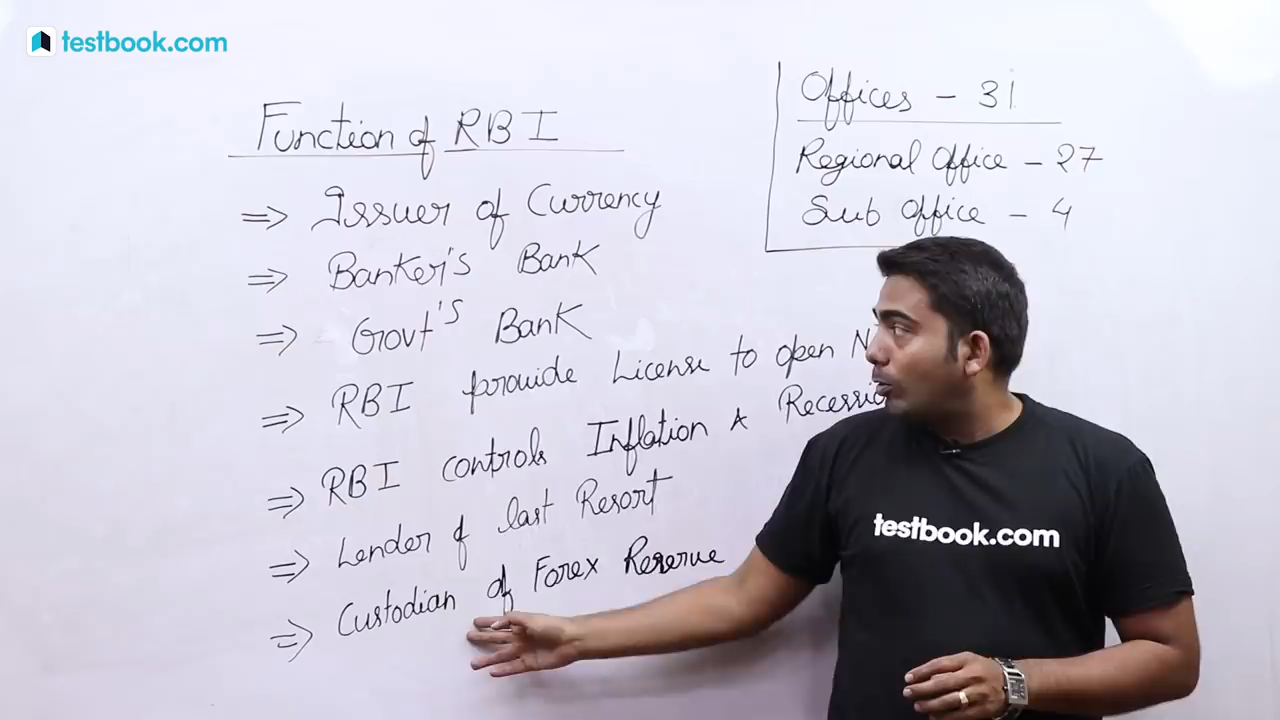 testbook.com
Function of RBI
⇒ Issuer of Currency
⇒ Banker's Bank
⇒ Govt's Bank
⇒ RBI provide License to open N
⇒ RBI controls Inflation & Recessio
⇒ Lender of last Resort
⇒ Custodian of Forex Reserve
Offices - 31
Regional Office - 27
Sub Office - 4
testbook.com